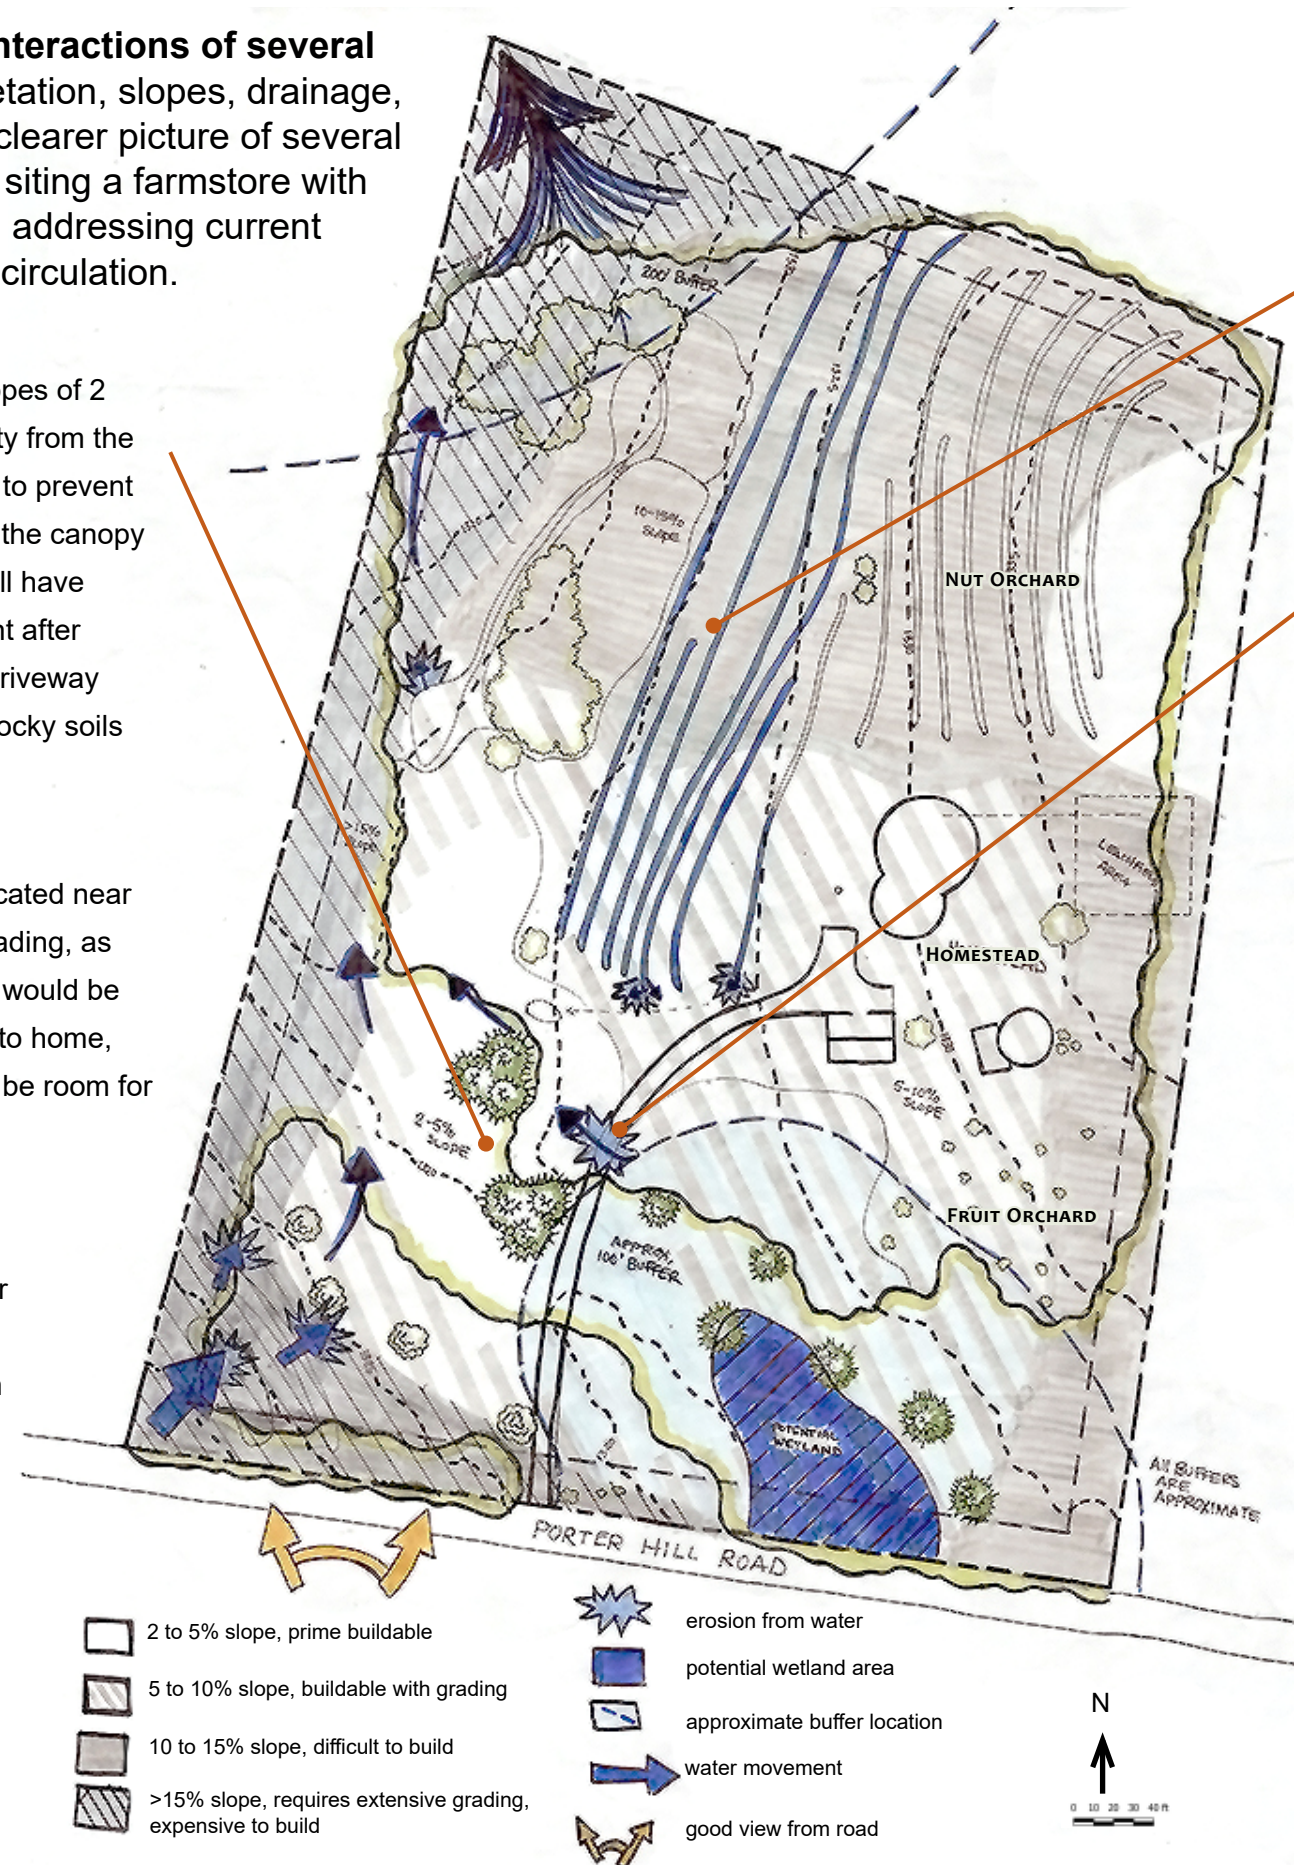 nteractions of several
etation, slopes, drainage,
clearer picture of several
siting a farmstore with
addressing current
circulation.
opes of 2
ty from the
to prevent
the canopy
ll have
nt after
riveway
ocky soils
cated near
ading, as
would be
to home,
be room for
r
200' BUFFER
10-15%
SLOPE
NUT ORCHARD
>15%
SLOPE
LEACHING
AREA
HOMESTEAD
2-5%
SLOPE
5-10%
SLOPE
FRUIT ORCHARD
APPROX.
100' BUFFER
POTENTIAL
WETLAND
All BUFFERS
ARE
APPROXIMATE
PORTER HILL ROAD
2 to 5% slope, prime buildable
5 to 10% slope, buildable with grading
10 to 15% slope, difficult to build
>15% slope, requires extensive grading,
expensive to build
erosion from water
potential wetland area
approximate buffer location
water movement
good view from road
N
0 10 20 30 40 ft